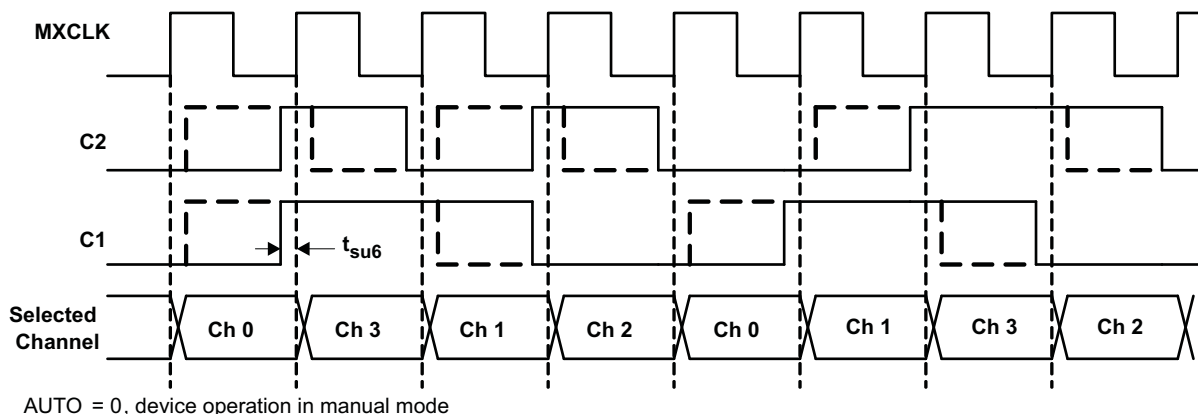 MXCLK
C2
C1
tsu6
Selected
Channel
Ch 0 Ch 3 Ch 1 Ch 2 Ch 0 Ch 1 Ch 3 Ch 2
AUTO = 0, device operation in manual mode